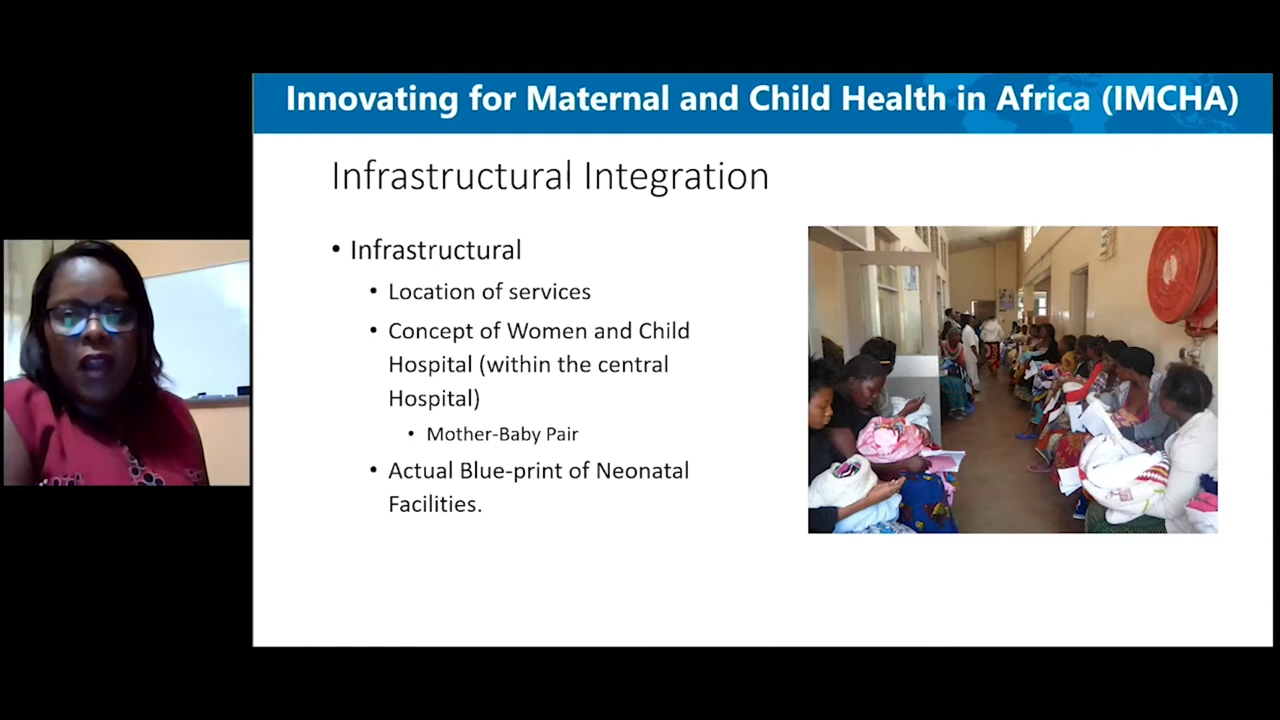 Innovating for Maternal and Child Health in Africa (IMCHA)
Infrastructural Integration
• Infrastructural
• Location of services
• Concept of Women and Child
Hospital (within the central
Hospital)
• Mother-Baby Pair
• Actual Blue-print of Neonatal
Facilities.